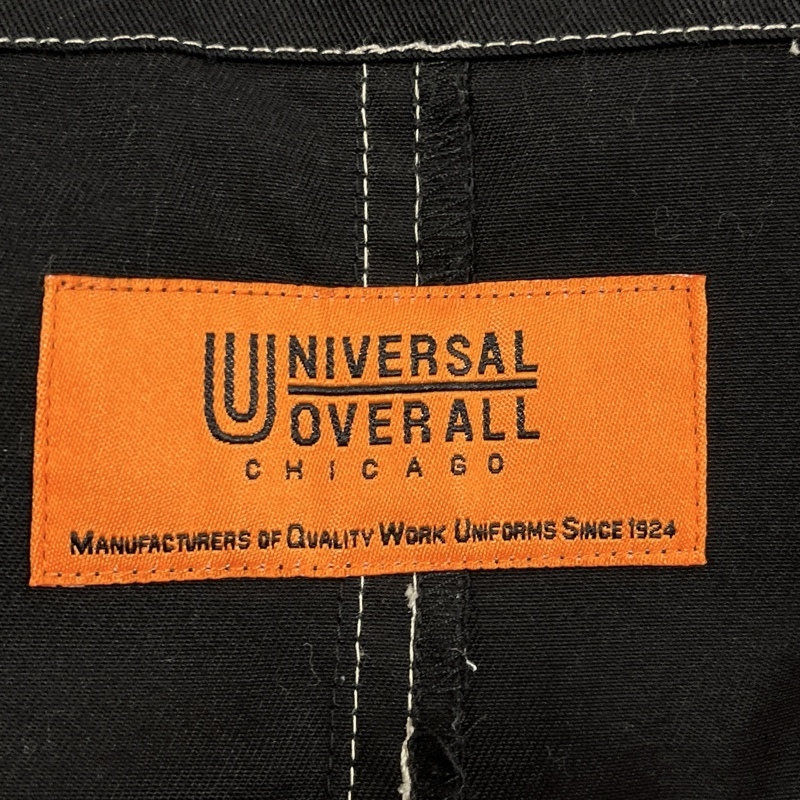 UNIVERSAL
OVERALL
CHICAGO
MANUFACTURERS OF QUALITY WORK UNIFORMS SINCE 1924